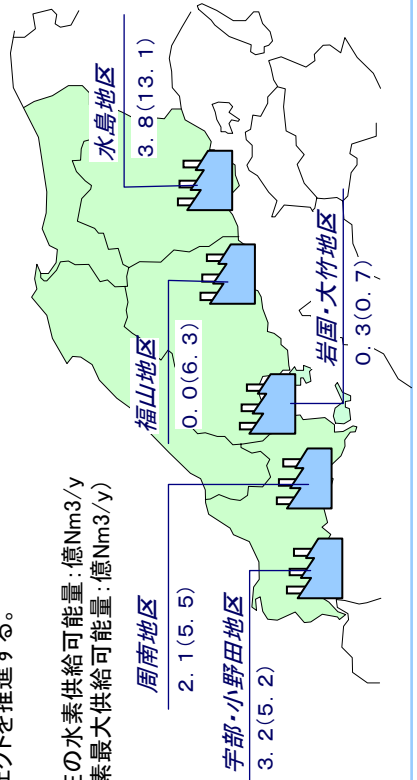 ェクトを推進する。
主の水素供給可能量：億Nm3/y
素最大供給可能量：億Nm3/y)
水島地区
3.8(13.1)
福山地区
0.0(6.3)
岩国・大竹地区
0.3(0.7)
周南地区
2.1(5.5)
宇部・小野田地区
3.2(5.2)